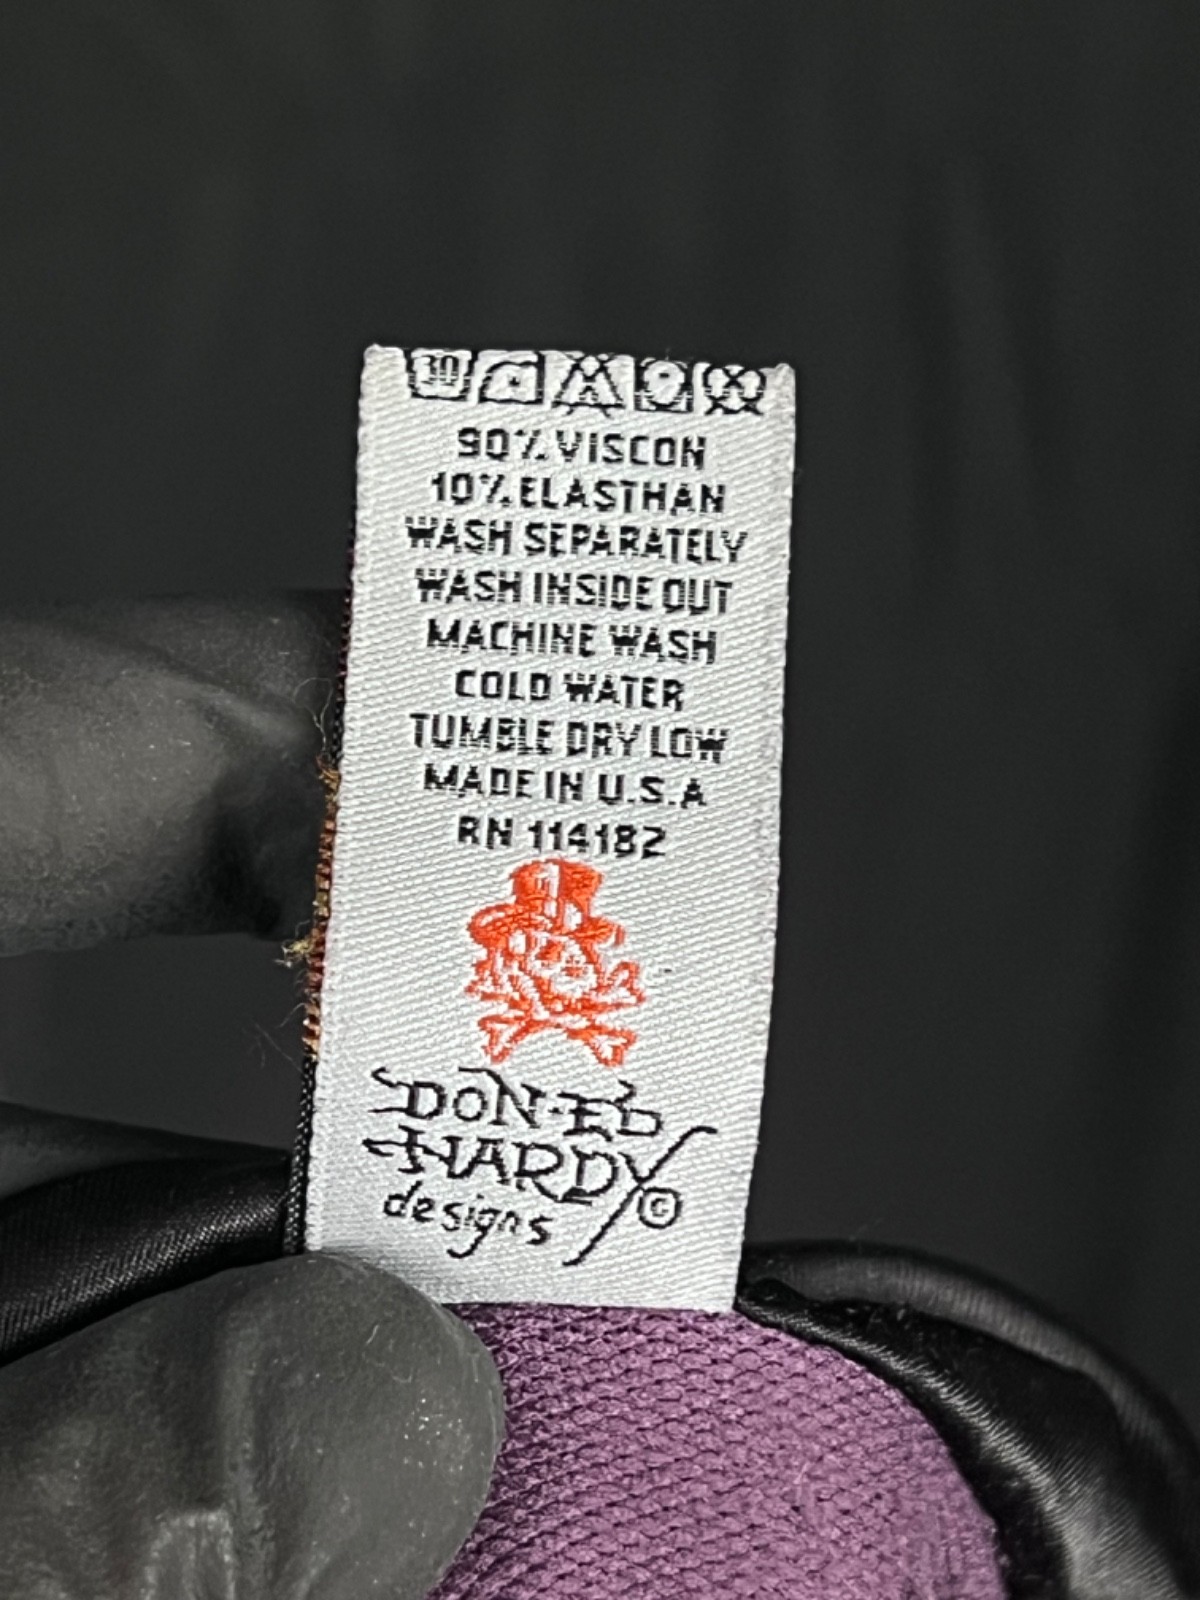 30
90% VISCON
10% ELASTHAN
WASH SEPARATELY
WASH INSIDE OUT
MACHINE WASH
COLD WATER
TUMBLE DRY LOW
MADE IN U.S.A
RN 114182
DON·ED
HARDY
designs ©